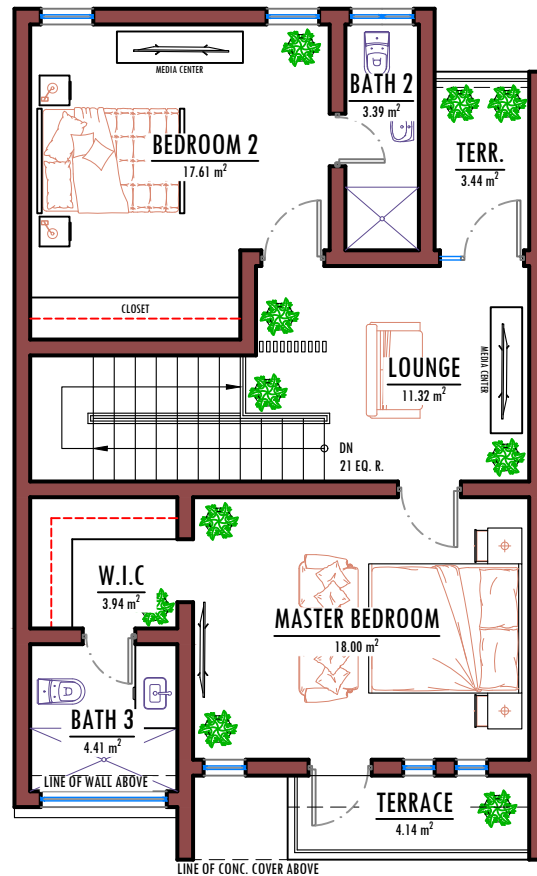 MEDIA CENTER
BATH 2
3.39 m²
BEDROOM 2
17.61 m²
TERR.
3.44 m²
CLOSET
LOUNGE
11.32 m²
MEDIA CENTER
DN
21 EQ. R.
W.I.C
3.94 m²
MASTER BEDROOM
18.00 m²
BATH 3
4.41 m²
LINE OF WALL ABOVE
TERRACE
4.14 m²
LINE OF CONC. COVER ABOVE